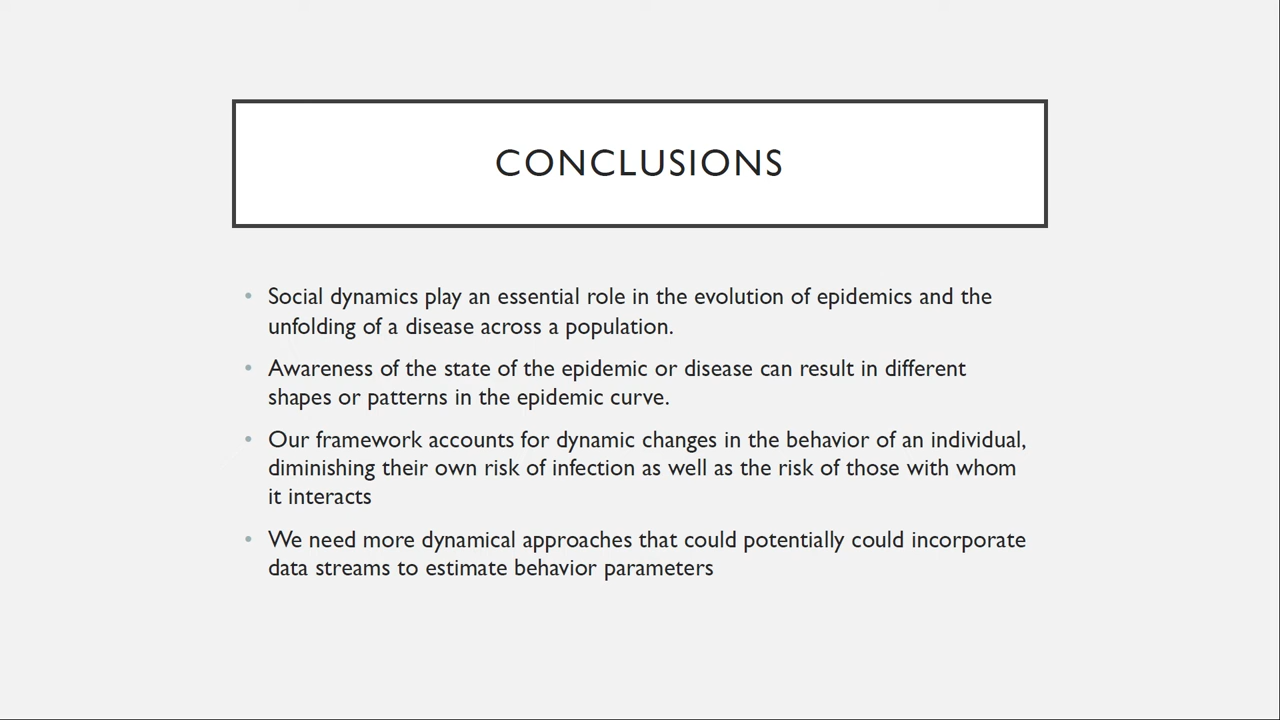 CONCLUSIONS
• Social dynamics play an essential role in the evolution of epidemics and the
unfolding of a disease across a population.
• Awareness of the state of the epidemic or disease can result in different
shapes or patterns in the epidemic curve.
• Our framework accounts for dynamic changes in the behavior of an individual,
diminishing their own risk of infection as well as the risk of those with whom
it interacts
• We need more dynamical approaches that could potentially could incorporate
data streams to estimate behavior parameters